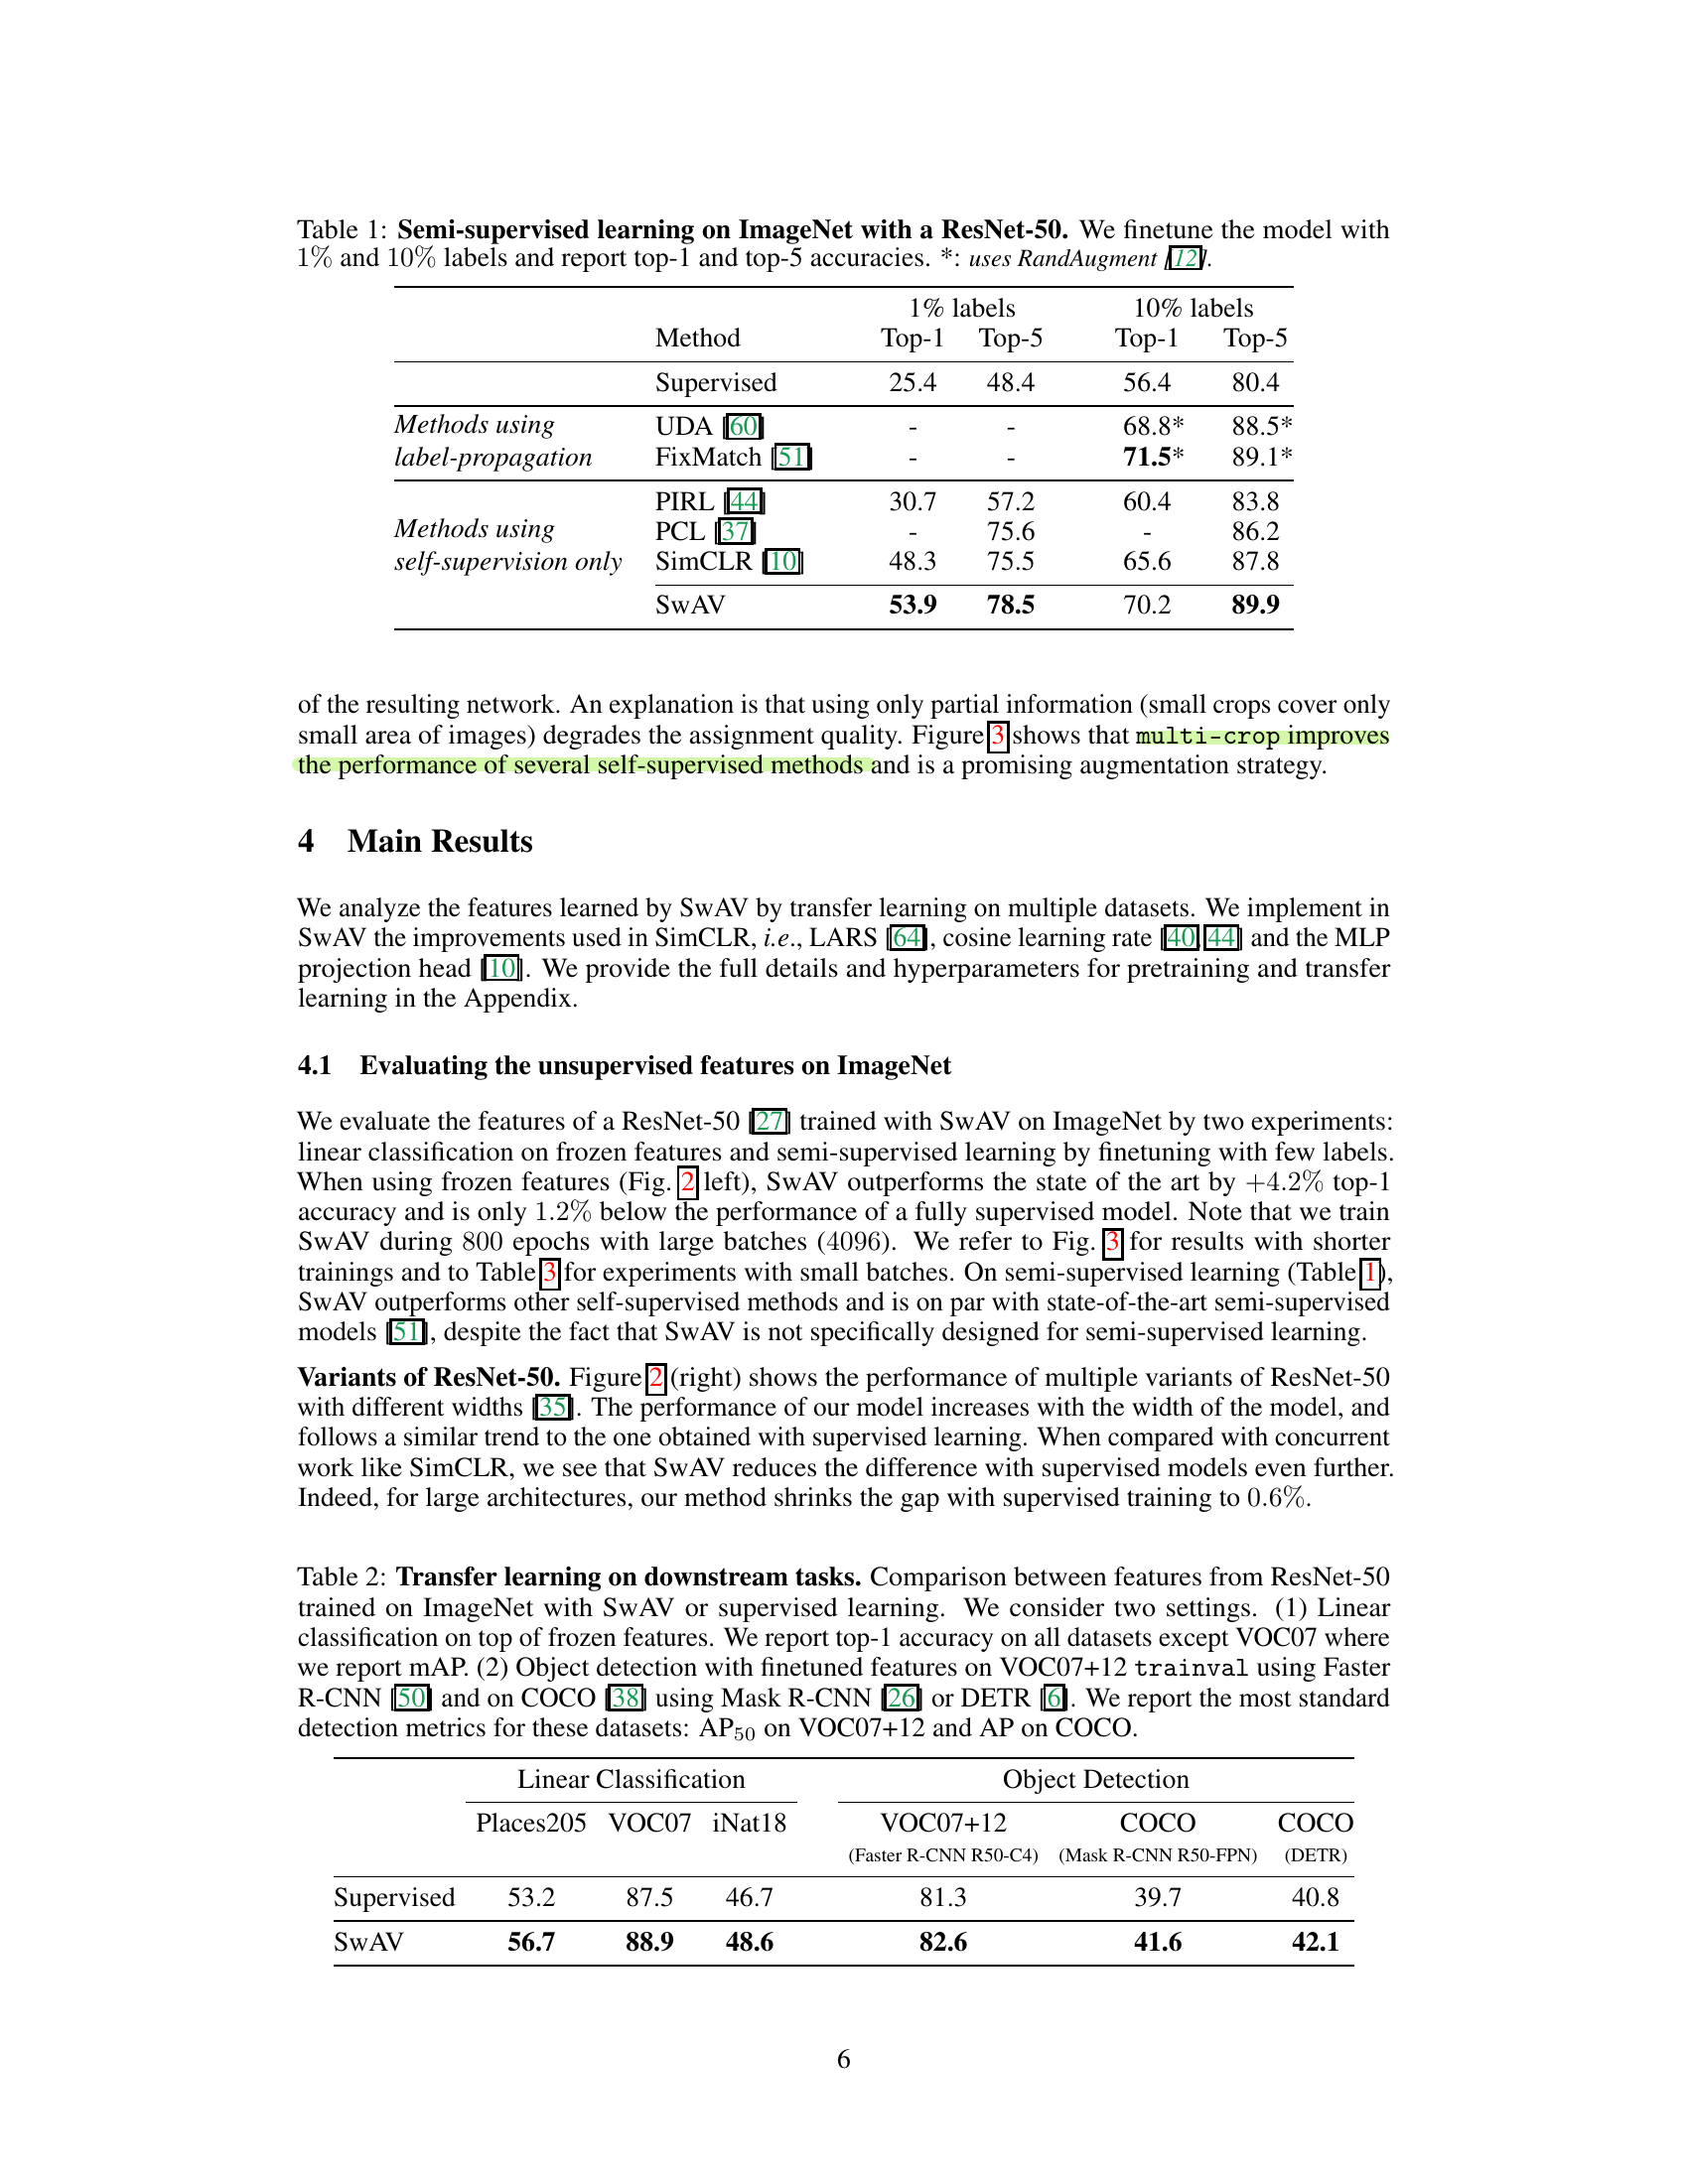 Table 1: Semi-supervised learning on ImageNet with a ResNet-50. We finetune the model with
1% and 10% labels and report top-1 and top-5 accuracies. *: uses RandAugment [12].
1% labels 10% labels
Method Top-1 Top-5 Top-1 Top-5
Supervised 25.4 48.4 56.4 80.4
Methods using UDA [60] - - 68.8* 88.5*
label-propagation FixMatch [51] - - 71.5* 89.1*
PIRL [44] 30.7 57.2 60.4 83.8
Methods using PCL [37] - 75.6 - 86.2
self-supervision only SimCLR [10] 48.3 75.5 65.6 87.8
SwAV 53.9 78.5 70.2 89.9
of the resulting network. An explanation is that using only partial information (small crops cover only
small area of images) degrades the assignment quality. Figure 3 shows that multi-crop improves
the performance of several self-supervised methods and is a promising augmentation strategy.
4 Main Results
We analyze the features learned by SwAV by transfer learning on multiple datasets. We implement in
SwAV the improvements used in SimCLR, i.e., LARS [64], cosine learning rate [40, 44] and the MLP
projection head [10]. We provide the full details and hyperparameters for pretraining and transfer
learning in the Appendix.
4.1 Evaluating the unsupervised features on ImageNet
We evaluate the features of a ResNet-50 [27] trained with SwAV on ImageNet by two experiments:
linear classification on frozen features and semi-supervised learning by finetuning with few labels.
When using frozen features (Fig. 2 left), SwAV outperforms the state of the art by +4.2% top-1
accuracy and is only 1.2% below the performance of a fully supervised model. Note that we train
SwAV during 800 epochs with large batches (4096). We refer to Fig. 3 for results with shorter
trainings and to Table 3 for experiments with small batches. On semi-supervised learning (Table 1),
SwAV outperforms other self-supervised methods and is on par with state-of-the-art semi-supervised
models [51], despite the fact that SwAV is not specifically designed for semi-supervised learning.
Variants of ResNet-50. Figure 2 (right) shows the performance of multiple variants of ResNet-50
with different widths [35]. The performance of our model increases with the width of the model, and
follows a similar trend to the one obtained with supervised learning. When compared with concurrent
work like SimCLR, we see that SwAV reduces the difference with supervised models even further.
Indeed, for large architectures, our method shrinks the gap with supervised training to 0.6%.
Table 2: Transfer learning on downstream tasks. Comparison between features from ResNet-50
trained on ImageNet with SwAV or supervised learning. We consider two settings. (1) Linear
classification on top of frozen features. We report top-1 accuracy on all datasets except VOC07 where
we report mAP. (2) Object detection with finetuned features on VOC07+12 trainval using Faster
R-CNN [50] and on COCO [38] using Mask R-CNN [26] or DETR [6]. We report the most standard
detection metrics for these datasets: AP50 on VOC07+12 and AP on COCO.
Linear Classification Object Detection
Places205 VOC07 iNat18 VOC07+12 COCO COCO
(Faster R-CNN R50-C4) (Mask R-CNN R50-FPN) (DETR)
Supervised 53.2 87.5 46.7 81.3 39.7 40.8
SwAV 56.7 88.9 48.6 82.6 41.6 42.1
6